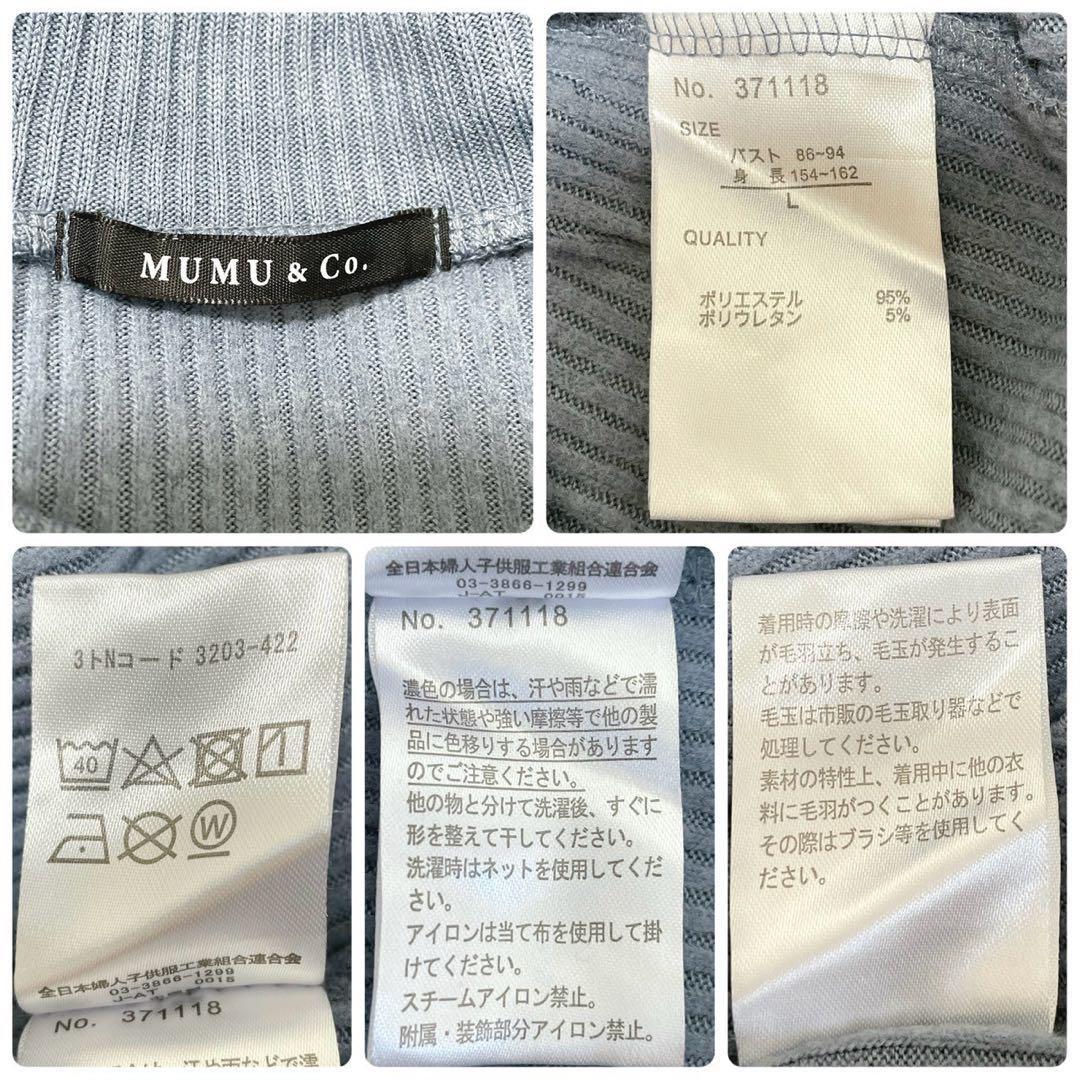 MUMU & Co.
No. 371118
SIZE
バスト 86~94
身 長 154~162
L
QUALITY
ポリエステル 95%
ポリウレタン 5%
3トNコード 3203-422
40
W
全日本婦人子供服工業組合連合会
03-3866-1299
J-AT 0015
No. 371118
全日本婦人子供服工業組合連合会
03-3866-1299
J-AT 0015
No. 371118
濃色の場合は、汗や雨などで濡
れた状態や強い摩擦等で他の製
品に色移りする場合があります
のでご注意ください。
他の物と分けて洗濯後、すぐに
形を整えて干してください。
洗濯時はネットを使用してくだ
さい。
アイロンは当て布を使用して掛
けてください。
スチームアイロン禁止。
附属・装飾部分アイロン禁止。
着用時の摩擦や洗濯により表面
が毛羽立ち、毛玉が発生するこ
とがあります。
毛玉は市販の毛玉取り器などで
処理してください。
素材の特性上、着用中に他の衣
料に毛羽がつくことがあります。
その際はブラシ等を使用してく
ださい。